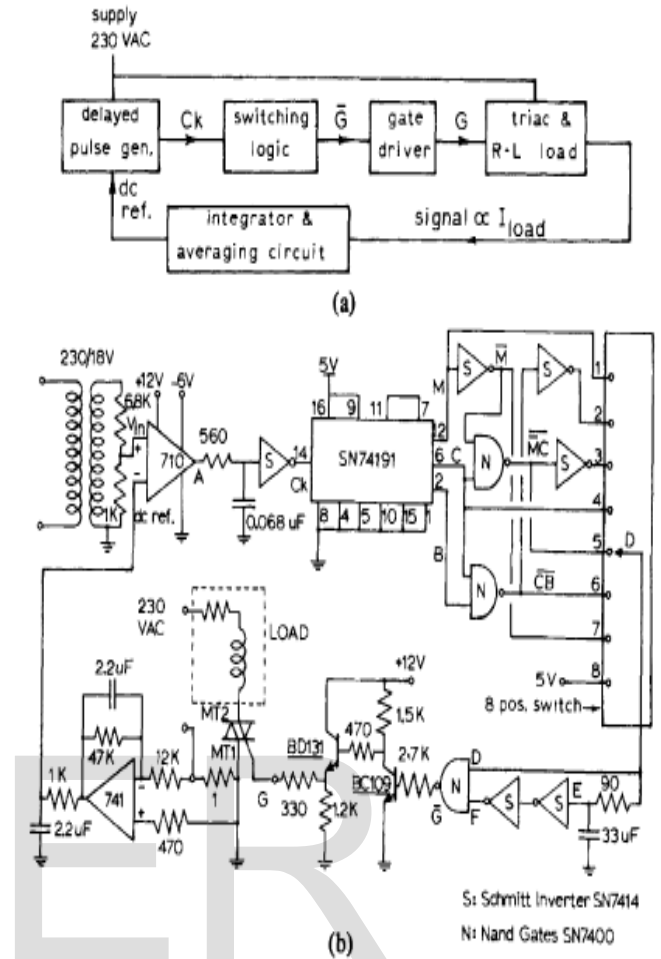 supply
230 VAC
delayed
pulse gen.
Ck
switching
logic
G̅
gate
driver
G
triac &
R-L load
dc
ref.
integrator &
averaging circuit
signal ∝ I load
(a)
230/18V
+12V
-6V
68K
Vin
+
-
710
A
560
1K
dc ref.
0.068 uF
S
14
Ck
5V
16
9
11
7
SN74191
12
6
2
8
4
5
10
15
1
M
C
B
S
M̅
S
N
M̅C̅
S
N
C̅B̅
1
2
3
4
5
6
7
8
D
5V
8 pos. switch
230
VAC
LOAD
MT2
MT1
2.2uF
47K
1K
741
-
+
12K
1
470
2.2uF
G
BD131
330
1.2K
470
+12V
1.5K
BC109
2.7K
N
G̅
D
F
S
S
E
90
33uF
S: Schmitt Inverter SN7414
N: Nand Gates SN7400
(b)
ER